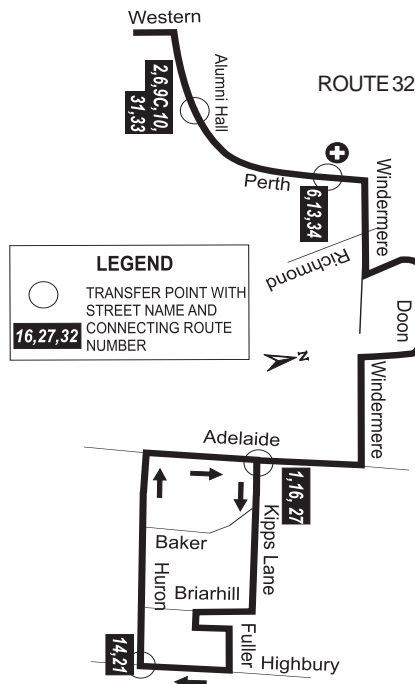 Western
ROUTE 32
Alumni Hall
2,6,9C,10,
31,33
Perth
6,13,34
Windermere
Richmond
LEGEND
TRANSFER POINT WITH
STREET NAME AND
CONNECTING ROUTE
NUMBER
16,27,32
Doon
N
Windermere
Adelaide
1,16, 27
Kipps Lane
Baker
Huron
Briarhill
Fuller
14,21
Highbury